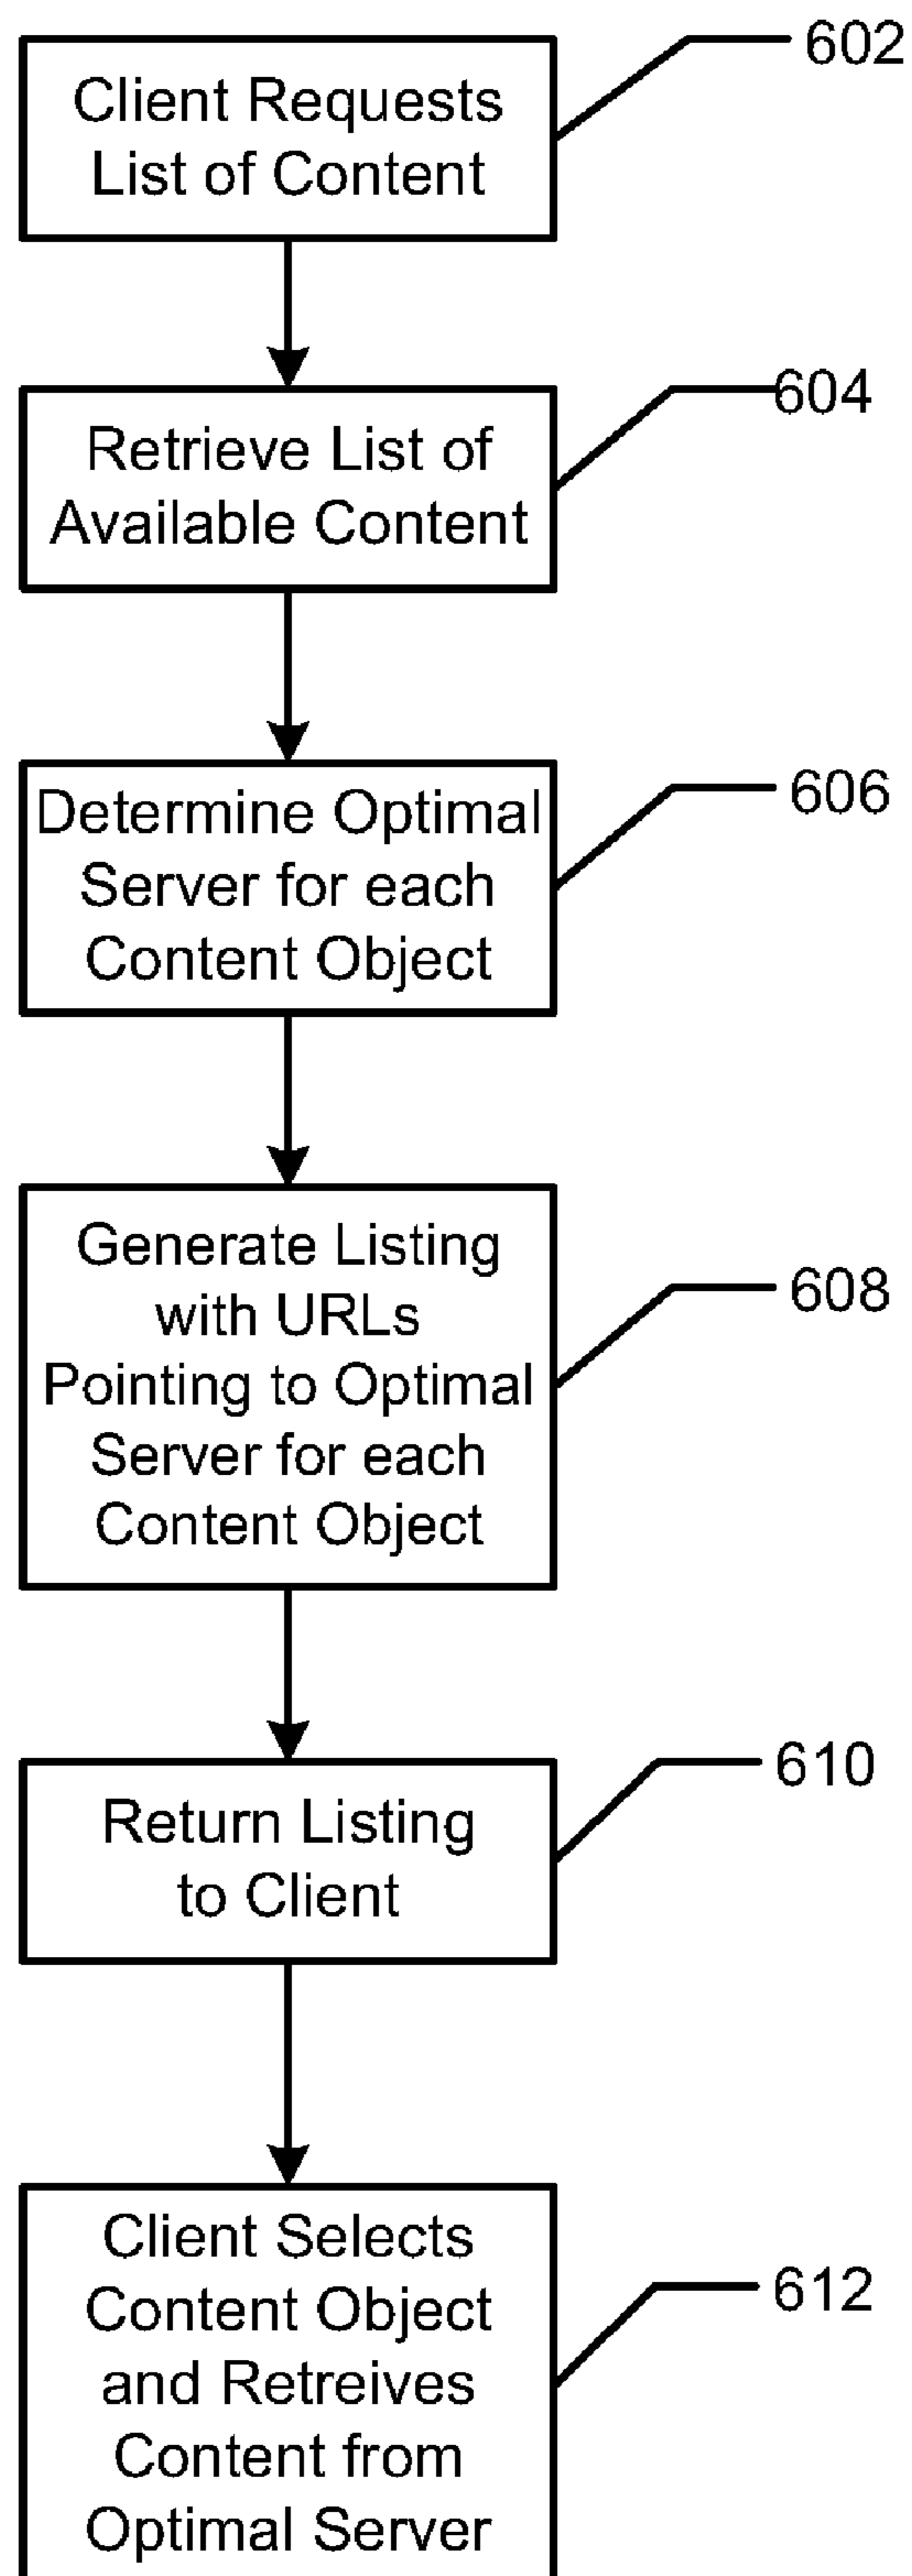 Client Requests
List of Content
602
Retrieve List of
Available Content
604
Determine Optimal
Server for each
Content Object
606
Generate Listing
with URLs
Pointing to Optimal
Server for each
Content Object
608
Return Listing
to Client
610
Client Selects
Content Object
and Retreives
Content from
Optimal Server
612